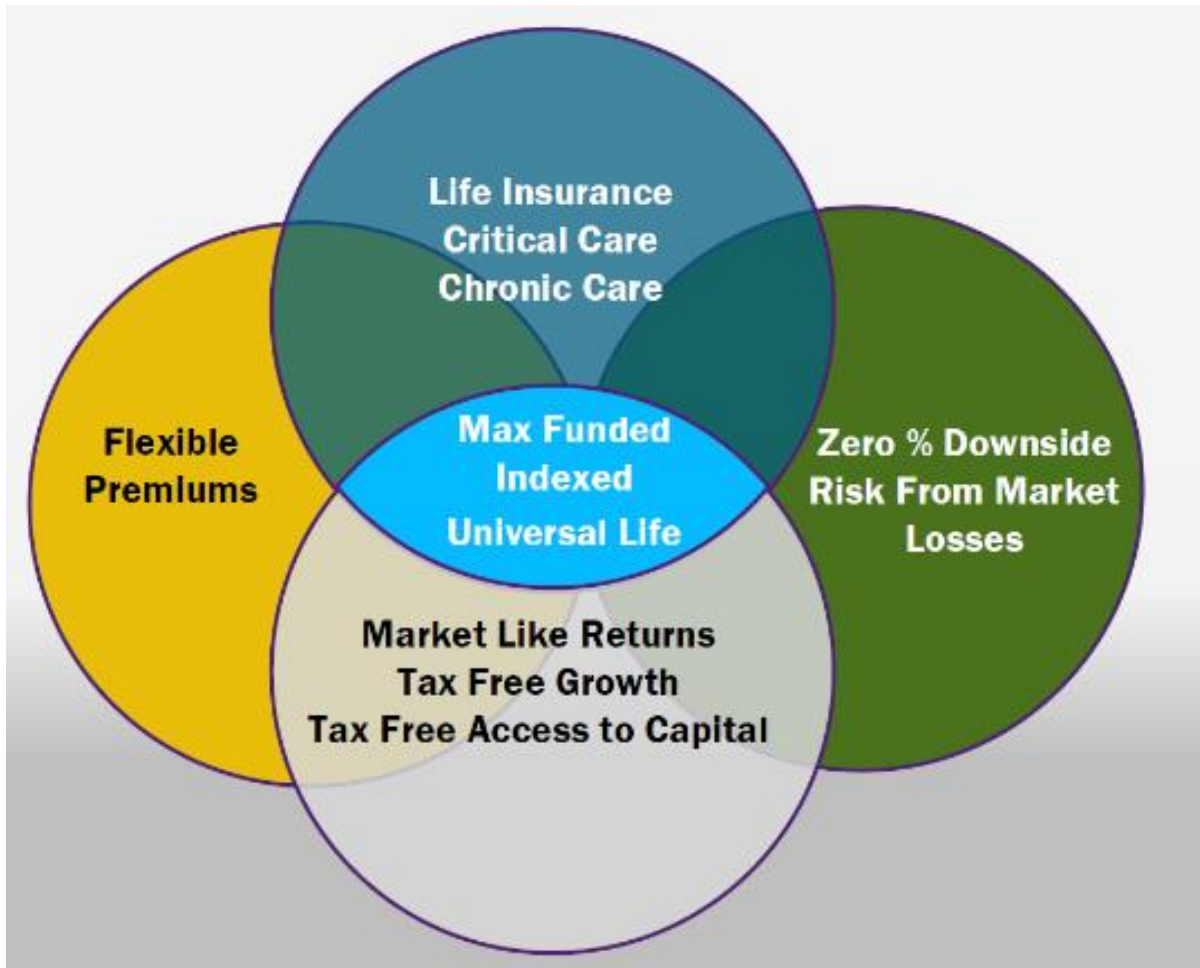 Life Insurance
Critical Care
Chronic Care
Flexible
Premiums
Max Funded
Indexed
Universal Life
Zero % Downside
Risk From Market
Losses
Market Like Returns
Tax Free Growth
Tax Free Access to Capital